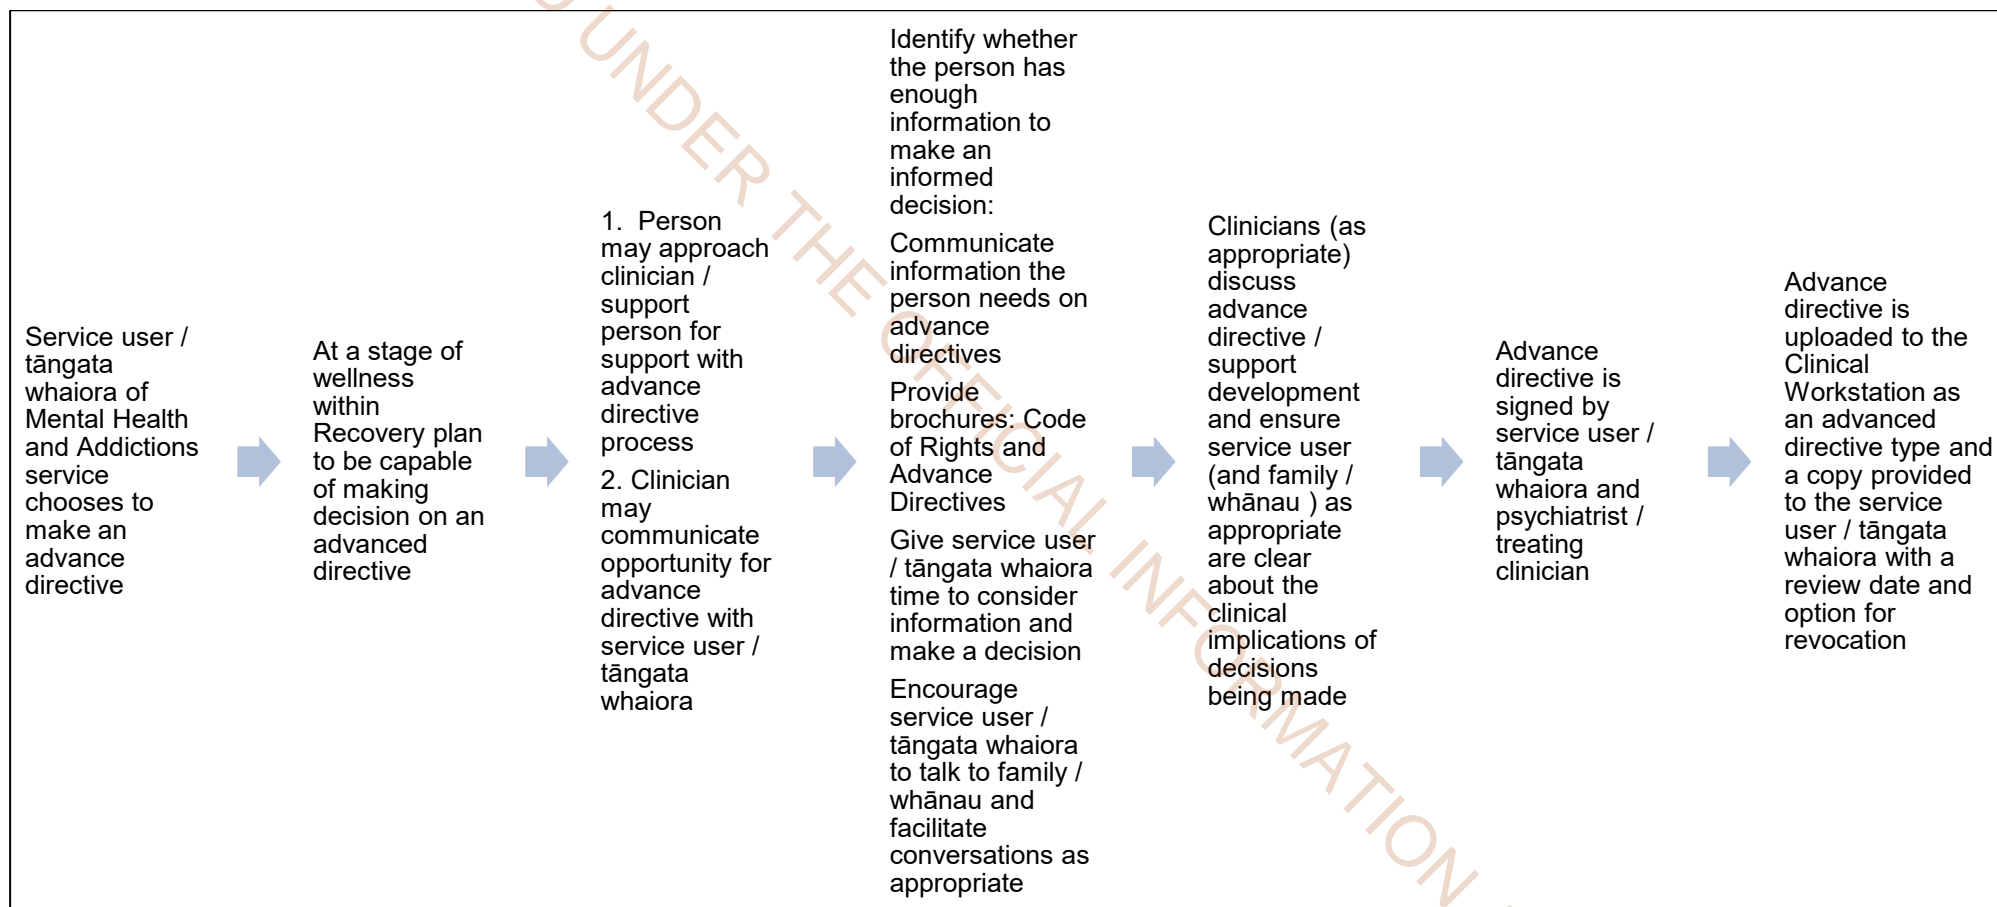 Service user /
tāngata
whaiora of
Mental Health
and Addictions
service
chooses to
make an
advance
directive
At a stage of
wellness
within
Recovery plan
to be capable
of making
decision on an
advanced
directive
1. Person
may approach
clinician /
support
person for
support with
advance
directive
process
2. Clinician
may
communicate
opportunity for
advance
directive with
service user /
tāngata
whaiora
Identify whether
the person has
enough
information to
make an
informed
decision:
Communicate
information the
person needs on
advance
directives
Provide
brochures: Code
of Rights and
Advance
Directives
Give service user
/ tāngata whaiora
time to consider
information and
make a decision
Encourage
service user /
tāngata whaiora
to talk to family /
whānau and
facilitate
conversations as
appropriate
Clinicians (as
appropriate)
discuss
advance
directive /
support
development
and ensure
service user
(and family /
whānau ) as
appropriate
are clear
about the
clinical
implications of
decisions
being made
Advance
directive is
signed by
service user /
tāngata
whaiora and
psychiatrist /
treating
clinician
Advance
directive is
uploaded to the
Clinical
Workstation as
an advanced
directive type and
a copy provided
to the service
user / tāngata
whaiora with a
review date and
option for
revocation
UNDER THE OFFICIAL INFORMATION